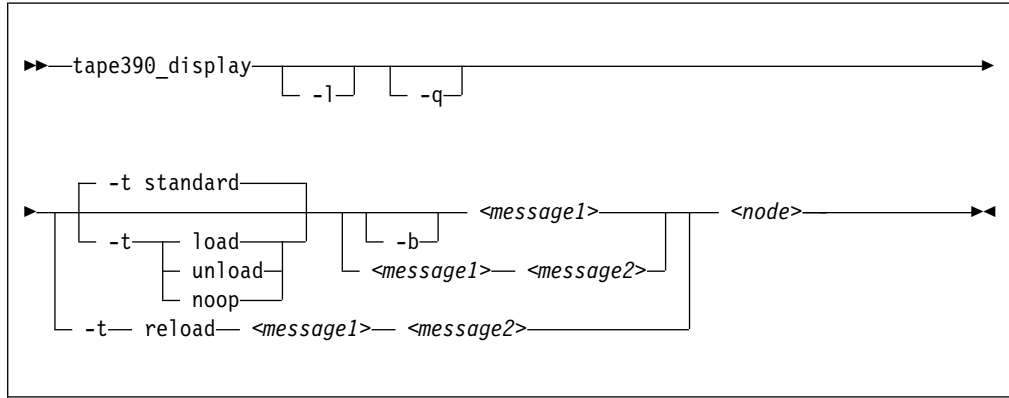 tape390_display
-l -q
-t standard
<message1> <node>
-t load -b
unload <message1> <message2>
noop
-t reload <message1> <message2>